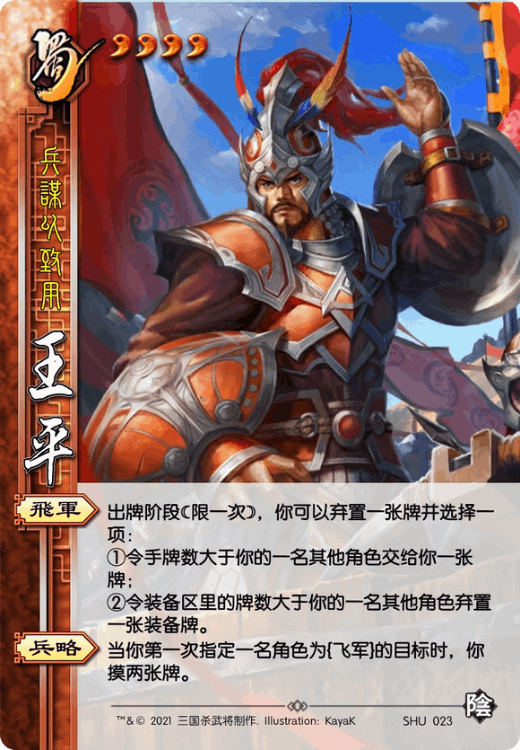 蜀
兵謀以致用
王平
飛軍
出牌阶段(限一次)，你可以弃置一张牌并选择一
项：
①令手牌数大于你的一名其他角色交给你一张
牌；
②令装备区里的牌数大于你的一名其他角色弃置
一张装备牌。
兵略
当你第一次指定一名角色为{飞军}的目标时，你
摸两张牌。
™&© 2021 三国杀武将制作. Illustration: KayaK
SHU 023
陰